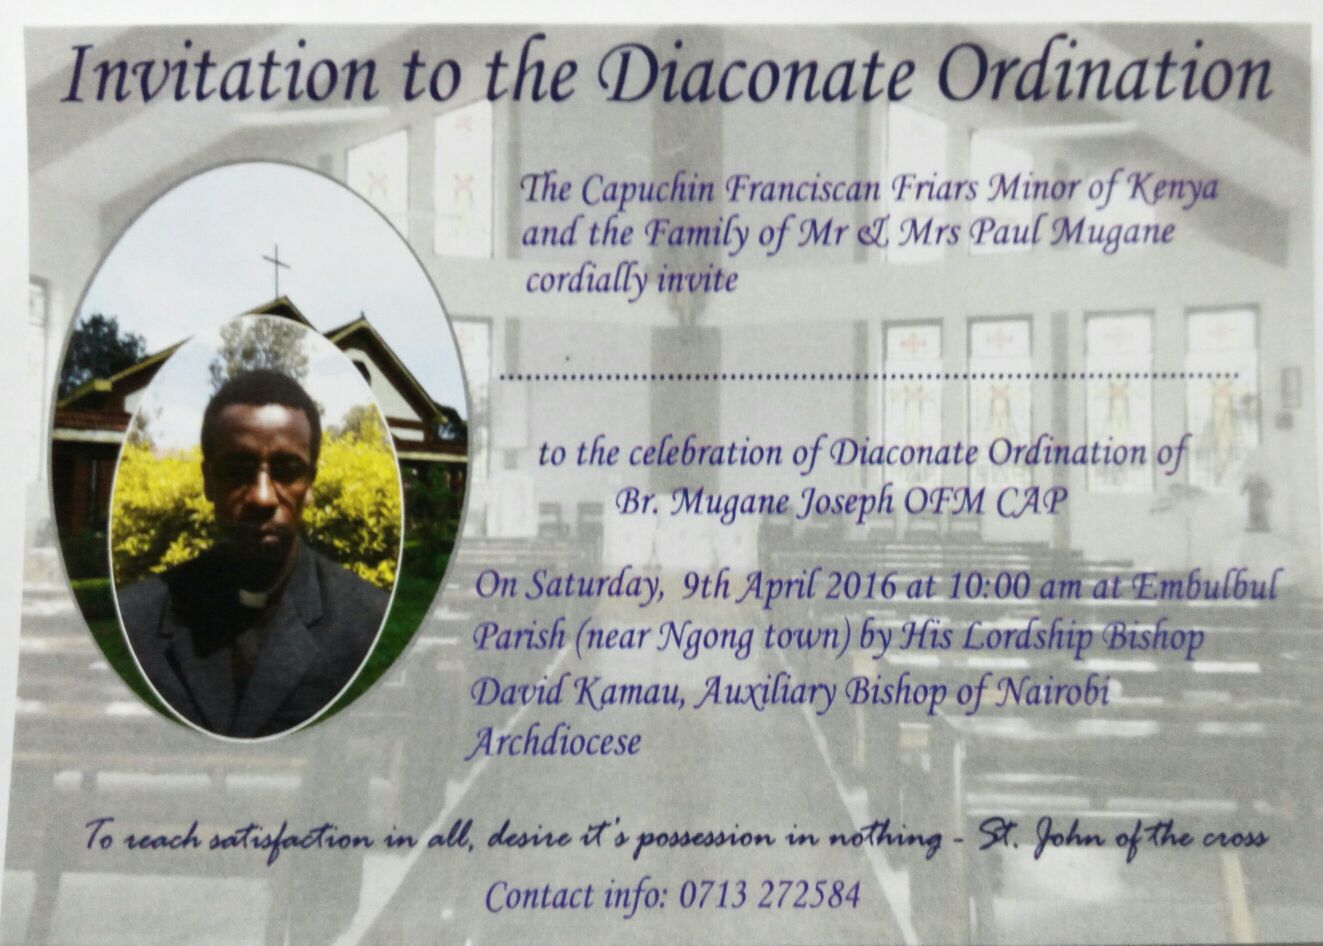 Invitation to the Diaconate Ordination
The Capuchin Franciscan Friars Minor of Kenya
and the Family of Mr & Mrs Paul Mugane
cordially invite
..........................................................................................
to the celebration of Diaconate Ordination of
Br. Mugane Joseph OFM CAP
On Saturday, 9th April 2016 at 10:00 am at Embulbul
Parish (near Ngong town) by His Lordship Bishop
David Kamau, Auxiliary Bishop of Nairobi
Archdiocese
To reach satisfaction in all, desire it's possession in nothing - St. John of the cross
Contact info: 0713 272584